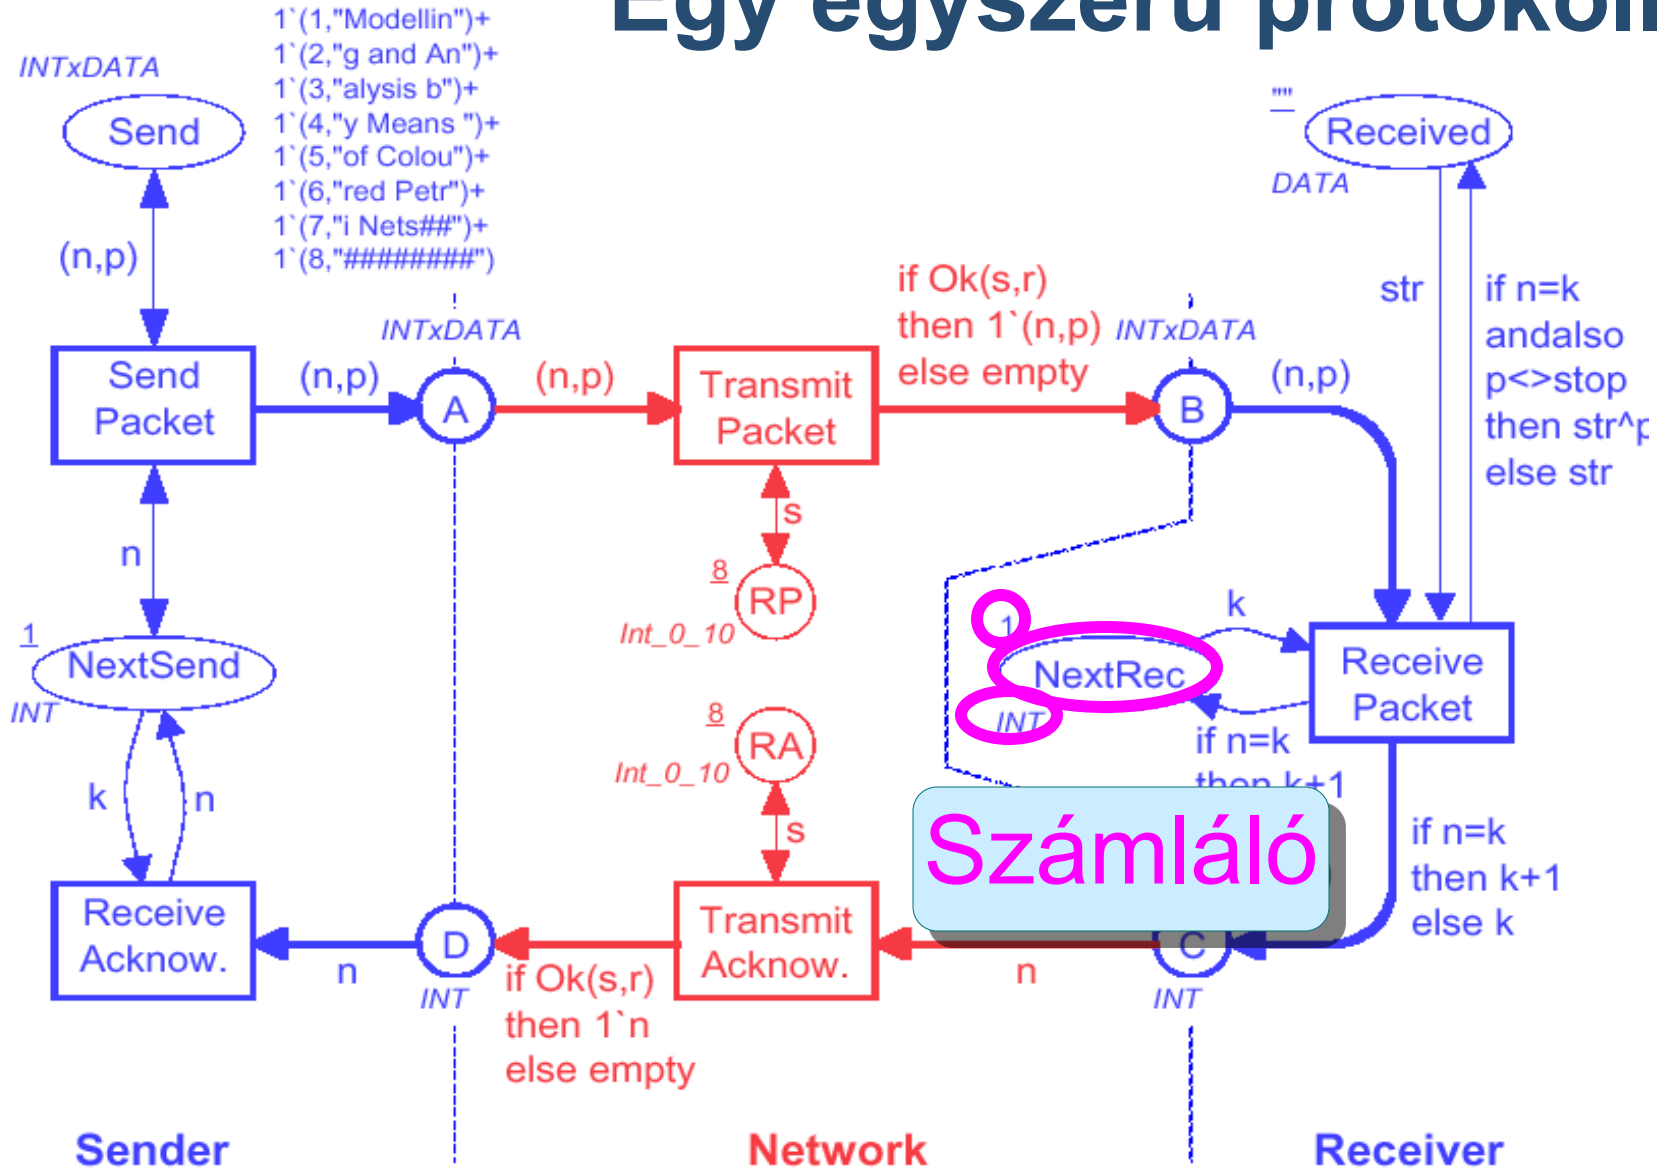 Egy egyszerű protokoll
1`(1,"Modellin")+
1`(2,"g and An")+
1`(3,"alysis b")+
1`(4,"y Means ")+
1`(5,"of Colou")+
1`(6,"red Petr")+
1`(7,"i Nets##")+
1`(8,"########")
INTxDATA
Send
(n,p)
Send
Packet
n
1
NextSend
INT
k
n
Receive
Acknow.
n
(n,p)
INTxDATA
A
(n,p)
Transmit
Packet
s
8
RP
Int_0_10
8
RA
Int_0_10
s
Transmit
Acknow.
if Ok(s,r)
then 1`(n,p)
else empty
INTxDATA
B
(n,p)
""
Received
DATA
str
if n=k
andalso
p<>stop
then str^p
else str
1
NextRec
INT
k
Receive
Packet
if n=k
then k+1
Számláló
if n=k
then k+1
else k
C
INT
n
D
INT
if Ok(s,r)
then 1`n
else empty
Sender
Network
Receiver